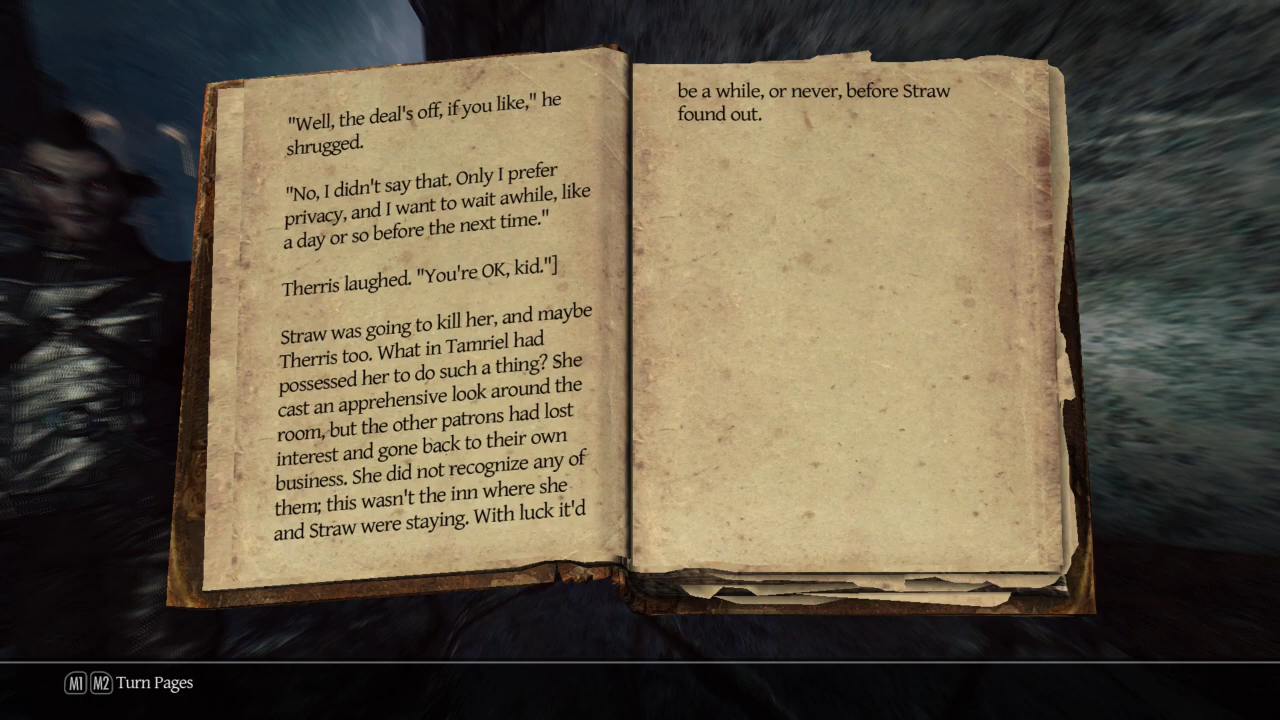 "Well, the deal's off, if you like," he
shrugged.
"No, I didn't say that. Only I prefer
privacy, and I want to wait awhile, like
a day or so before the next time."
Therris laughed. "You're OK, kid."]
Straw was going to kill her, and maybe
Therris too. What in Tamriel had
possessed her to do such a thing? She
cast an apprehensive look around the
room, but the other patrons had lost
interest and gone back to their own
business. She did not recognize any of
them; this wasn't the inn where she
and Straw were staying. With luck it'd
be a while, or never, before Straw
found out.
M1 M2 Turn Pages